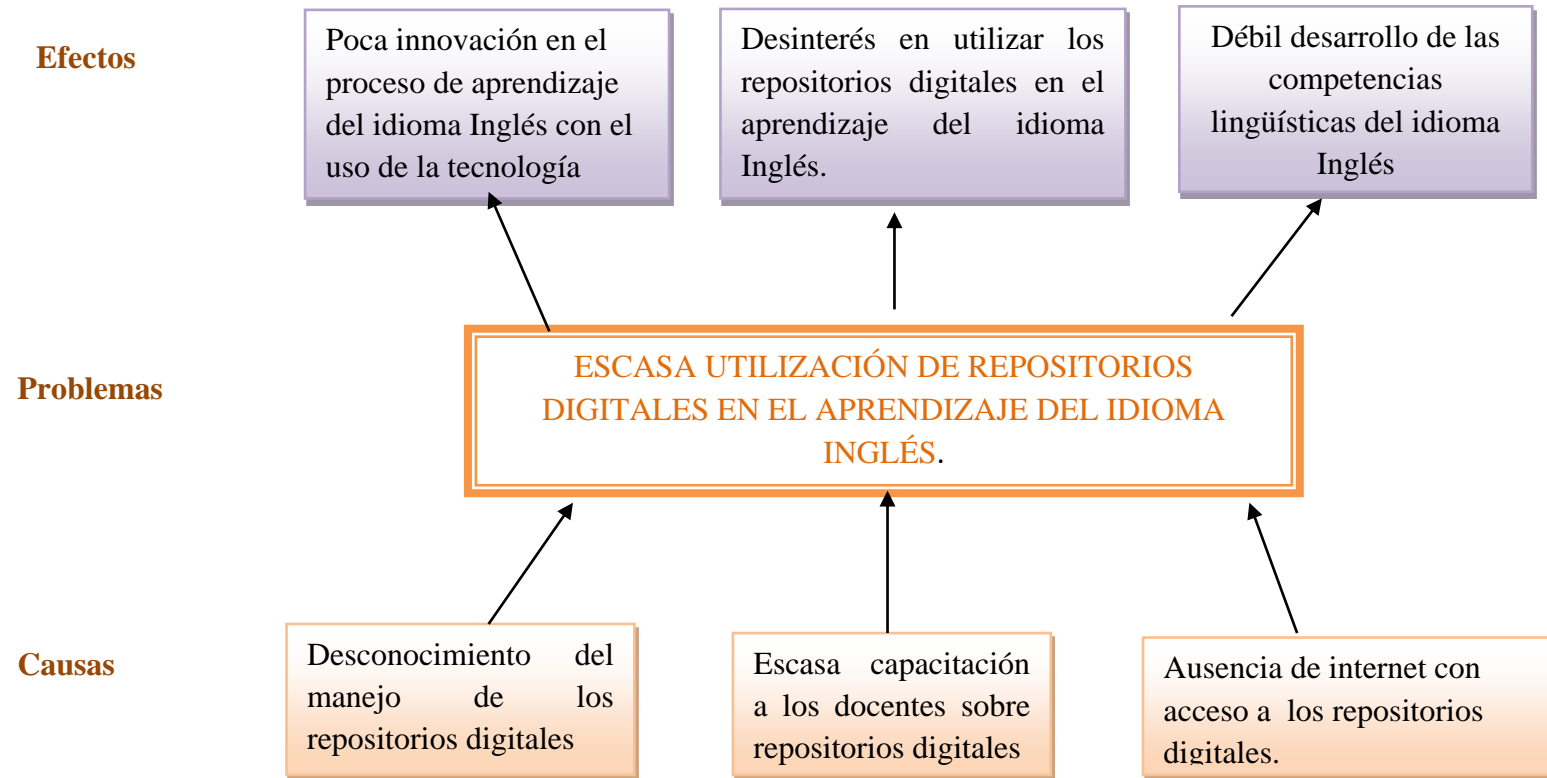 Efectos
Poca innovación en el
proceso de aprendizaje
del idioma Inglés con el
uso de la tecnología
Desinterés en utilizar los
repositorios digitales en el
aprendizaje del idioma
Inglés.
Débil desarrollo de las
competencias
lingüísticas del idioma
Inglés
Problemas
ESCASA UTILIZACIÓN DE REPOSITORIOS
DIGITALES EN EL APRENDIZAJE DEL IDIOMA
INGLÉS.
Causas
Desconocimiento del
manejo de los
repositorios digitales
Escasa capacitación
a los docentes sobre
repositorios digitales
Ausencia de internet con
acceso a los repositorios
digitales.